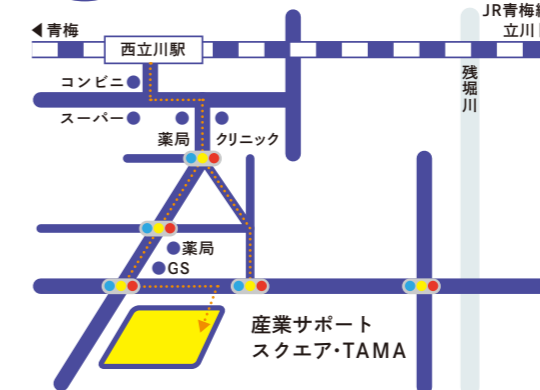 JR青梅線
◀青梅
立川
西立川駅
コンビニ
残堀川
スーパー
薬局
クリニック
薬局
GS
産業サポート
スクエア・TAMA